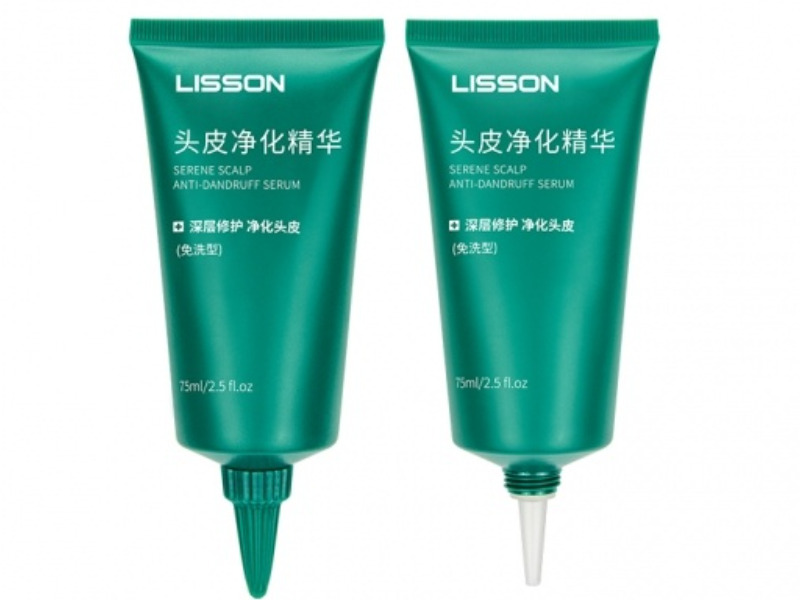 LISSON
头皮净化精华
SERENE SCALP
ANTI-DANDRUFF SERUM
深层修护 净化头皮
(免洗型)
75ml/2.5 fl.oz
LISSON
头皮净化精华
SERENE SCALP
ANTI-DANDRUFF SERUM
深层修护 净化头皮
(免洗型)
75ml/2.5 fl.oz